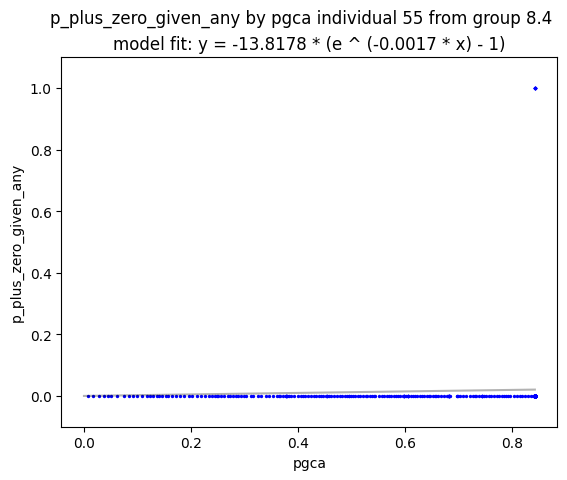 p_plus_zero_given_any by pgca individual 55 from group 8.4
model fit: y = -13.8178 * (e ^ (-0.0017 * x) - 1)
1.0
0.8
0.6
0.4
0.2
0.0
p_plus_zero_given_any
0.0 0.2 0.4 0.6 0.8
pgca